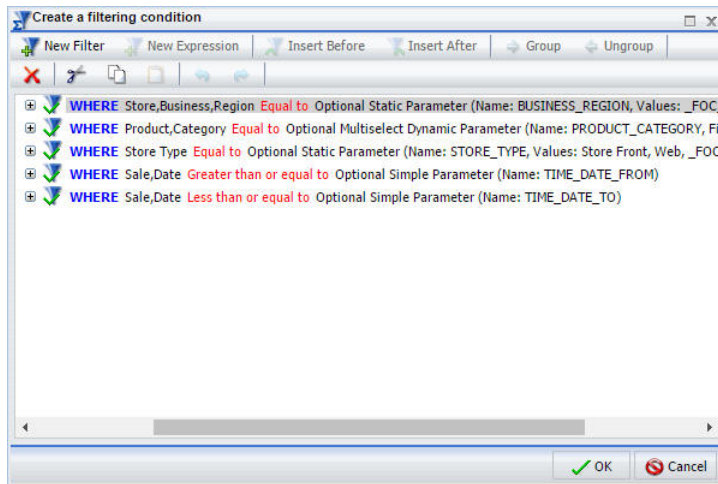 Create a filtering condition
New Filter New Expression Insert Before Insert After Group Ungroup
WHERE Store,Business,Region Equal to Optional Static Parameter (Name: BUSINESS_REGION, Values: _FOC
WHERE Product,Category Equal to Optional Multiselect Dynamic Parameter (Name: PRODUCT_CATEGORY, Fi
WHERE Store Type Equal to Optional Static Parameter (Name: STORE_TYPE, Values: Store Front, Web, _FOC
WHERE Sale,Date Greater than or equal to Optional Simple Parameter (Name: TIME_DATE_FROM)
WHERE Sale,Date Less than or equal to Optional Simple Parameter (Name: TIME_DATE_TO)
OK Cancel